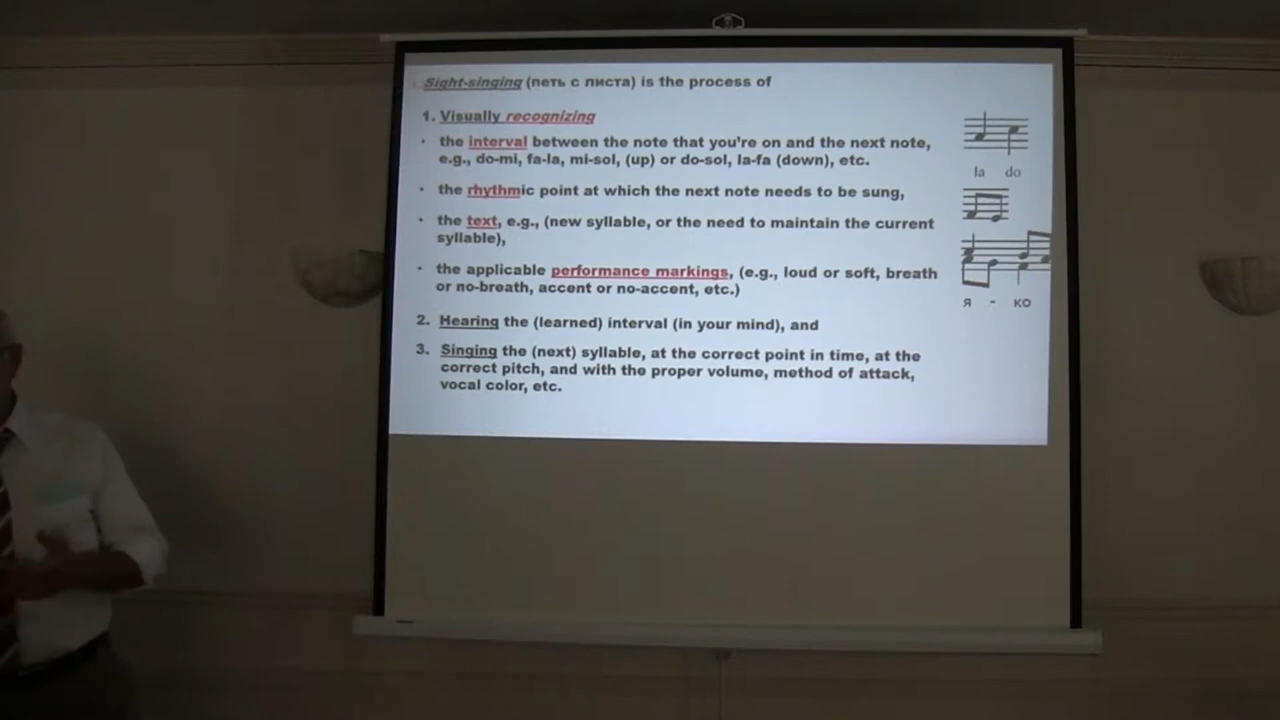 Sight-singing (петь с листа) is the process of
1. Visually recognizing
· the interval between the note that you're on and the next note,
e.g., do-mi, fa-la, mi-sol, (up) or do-sol, la-fa (down), etc.
la do
· the rhythmic point at which the next note needs to be sung,
· the text, e.g., (new syllable, or the need to maintain the current
syllable),
· the applicable performance markings, (e.g., loud or soft, breath
or no-breath, accent or no-accent, etc.)
я - ко
2. Hearing the (learned) interval (in your mind), and
3. Singing the (next) syllable, at the correct point in time, at the
correct pitch, and with the proper volume, method of attack,
vocal color, etc.